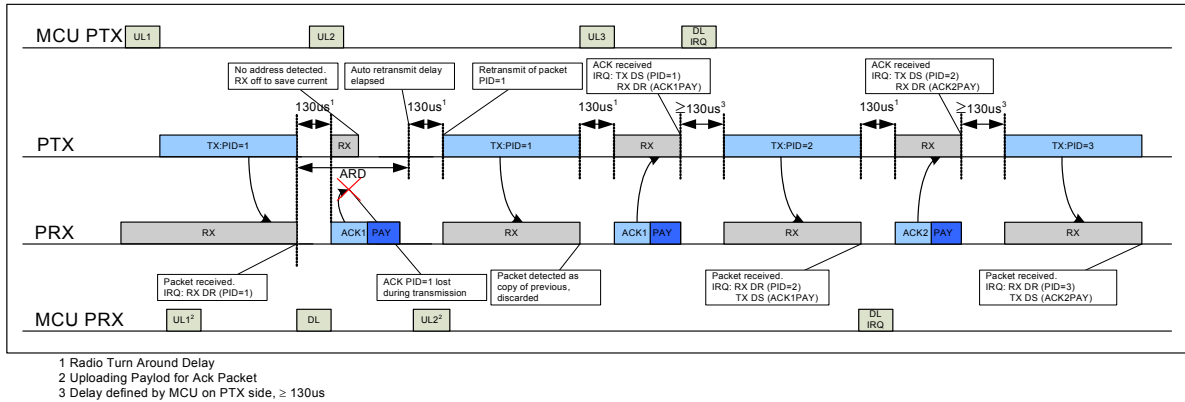 MCU PTX
UL1
UL2
UL3
DL
IRQ
No address detected.
RX off to save current
Auto retransmit delay
elapsed
Retransmit of packet
PID=1
ACK received
IRQ: TX DS (PID=1)
RX DR (ACK1PAY)
ACK received
IRQ: TX DS (PID=2)
RX DR (ACK2PAY)
130us1
130us1
130us1
≥130us3
130us1
≥130us3
PTX
TX:PID=1
RX
TX:PID=1
RX
TX:PID=2
RX
TX:PID=3
ARD
PRX
RX
ACK1 PAY
RX
ACK1 PAY
RX
ACK2 PAY
RX
Packet received.
IRQ: RX DR (PID=1)
ACK PID=1 lost
during transmission
Packet detected as
copy of previous,
discarded
Packet received.
IRQ: RX DR (PID=2)
TX DS (ACK1PAY)
Packet received.
IRQ: RX DR (PID=3)
TX DS (ACK2PAY)
MCU PRX
UL12
DL
UL22
DL
IRQ
1 Radio Turn Around Delay
2 Uploading Paylod for Ack Packet
3 Delay defined by MCU on PTX side, ≥ 130us